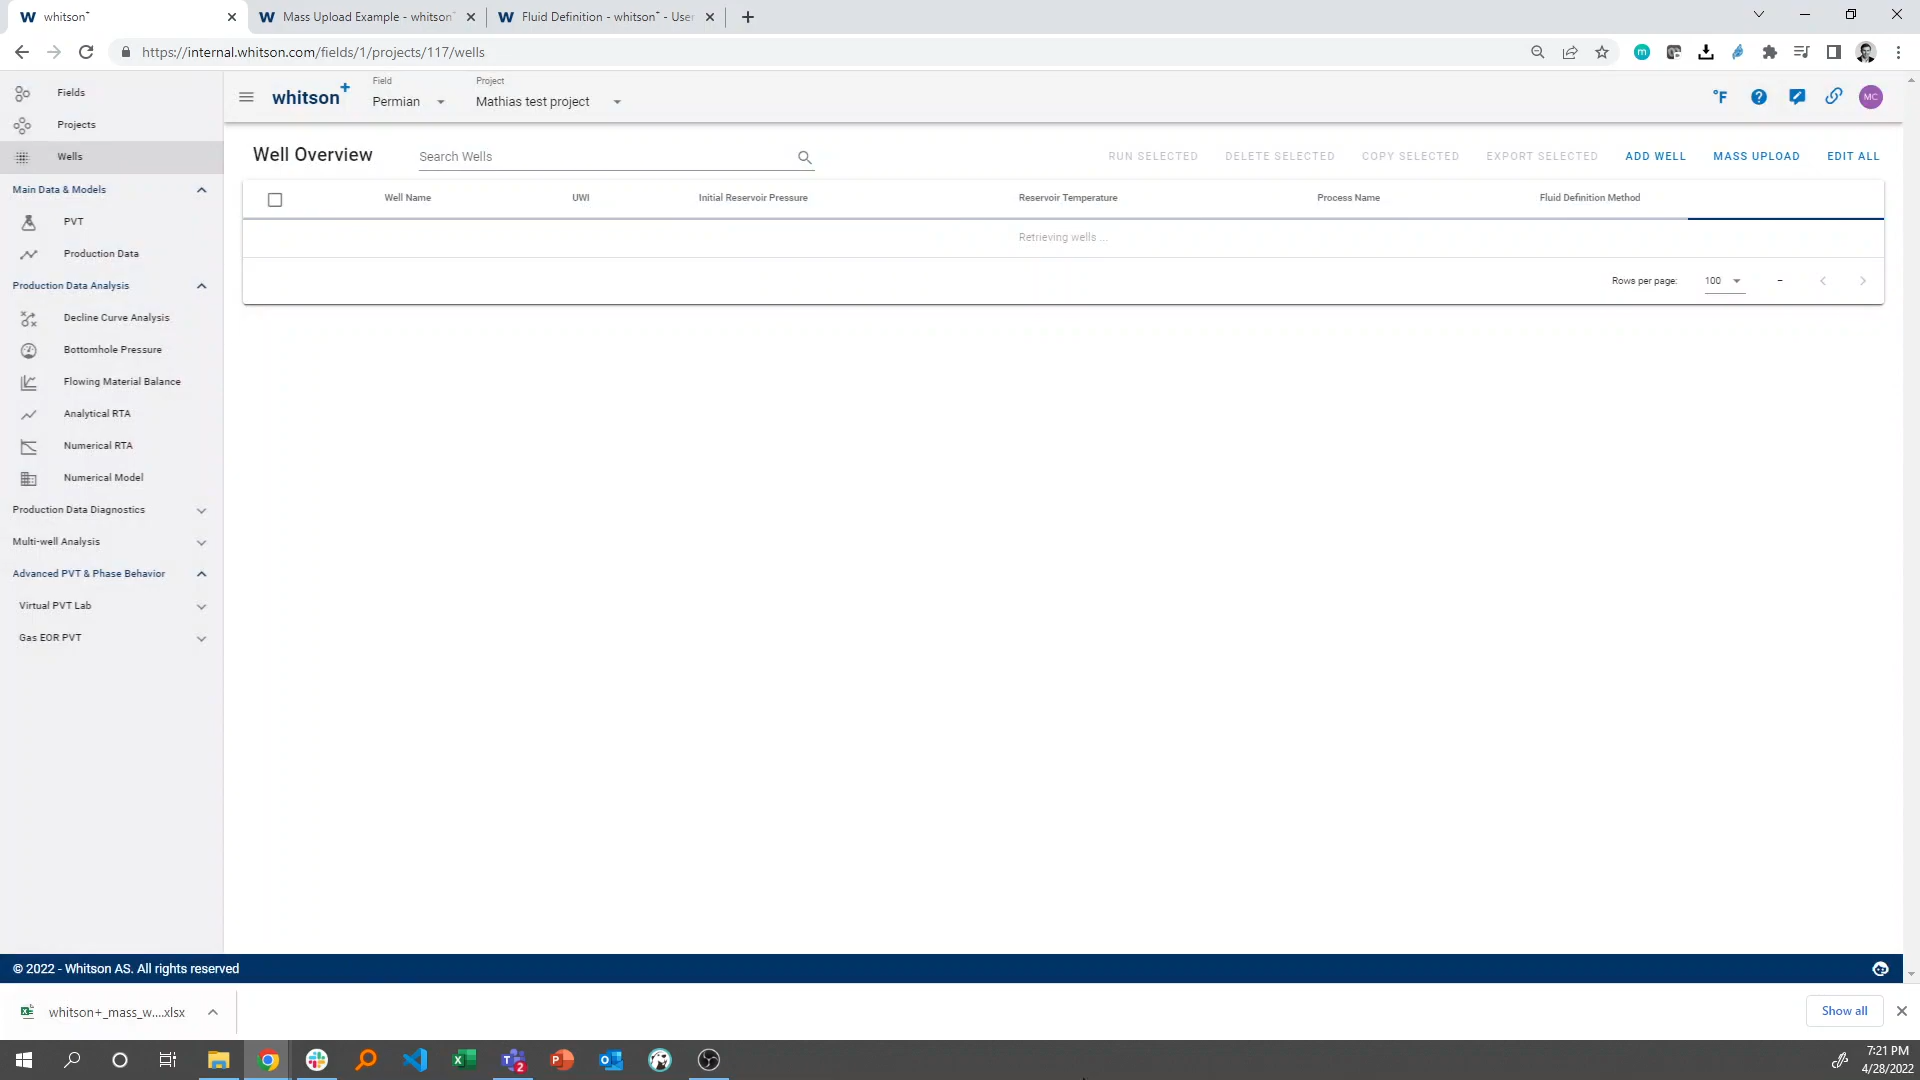 whitson⁺
Mass Upload Example - whitson⁺
Fluid Definition - whitson⁺ - User
https://internal.whitson.com/fields/1/projects/117/wells
Fields
Projects
Wells
Main Data & Models
PVT
Production Data
Production Data Analysis
Decline Curve Analysis
Bottomhole Pressure
Flowing Material Balance
Analytical RTA
Numerical RTA
Numerical Model
Production Data Diagnostics
Multi-well Analysis
Advanced PVT & Phase Behavior
Virtual PVT Lab
Gas EOR PVT
whitson+
Field
Permian
Project
Mathias test project
°F
MC
Well Overview
Search Wells
RUN SELECTED
DELETE SELECTED
COPY SELECTED
EXPORT SELECTED
ADD WELL
MASS UPLOAD
EDIT ALL
Well Name
UWI
Initial Reservoir Pressure
Reservoir Temperature
Process Name
Fluid Definition Method
Retrieving wells ...
Rows per page:
100
–
© 2022 - Whitson AS. All rights reserved
whitson+_mass_w....xlsx
Show all
7:21 PM
4/28/2022